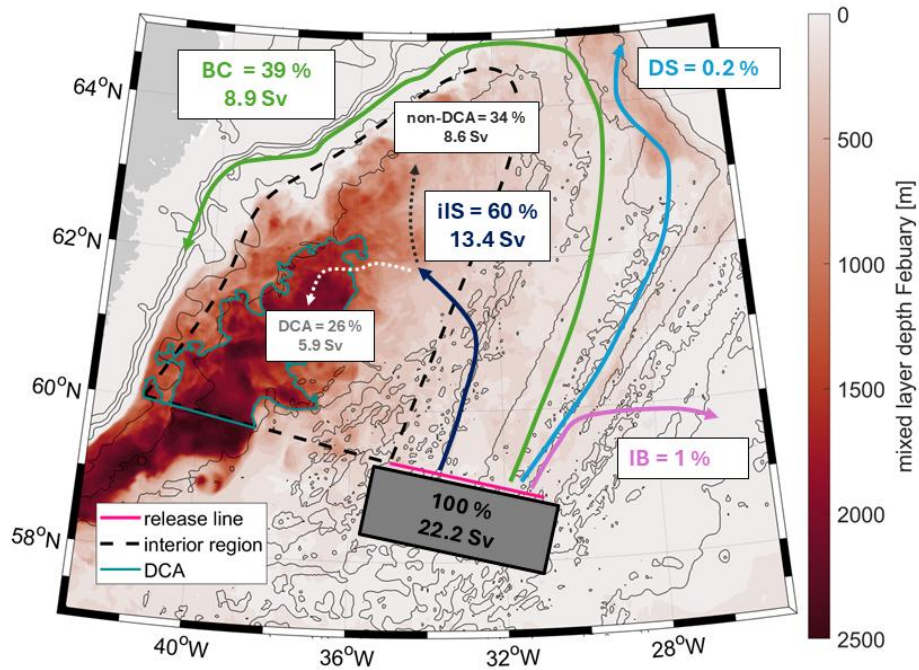 BC = 39 %
8.9 Sv
DS = 0.2 %
non-DCA = 34 %
8.6 Sv
iIS = 60 %
13.4 Sv
DCA = 26 %
5.9 Sv
IB = 1 %
100 %
22.2 Sv
release line
interior region
DCA
64°N
62°N
60°N
58°N
40°W
36°W
32°W
28°W
0
500
1000
1500
2000
2500
mixed layer depth Febuary [m]